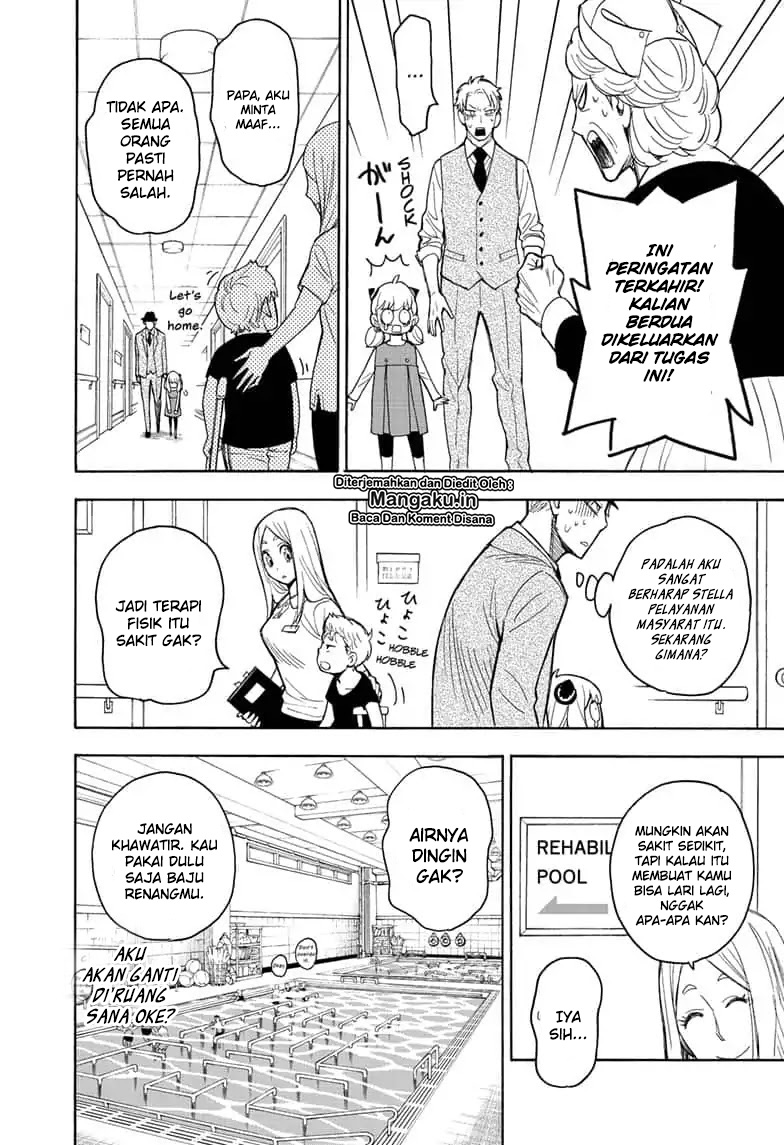 ...
SHOCK
がーん
INI
PERINGATAN
TERKAHIR!
KALIAN
BERDUA
DIKELUARKAN
DARI TUGAS
INI!
PAPA, AKU
MINTA
MAAF...
TIDAK APA.
SEMUA
ORANG
PASTI
PERNAH
SALAH.
Let's
go
home.
Diterjemahkan dan Diedit Oleh :
Mangaku.in
Baca Dan Koment Disana
PADALAH AKU
SANGAT
BERHARAP STELLA
PELAYANAN
MASYARAT ITU.
SEKARANG
GIMANA?
ひょこ
ひょこ
HOBBLE
HOBBLE
JADI TERAPI
FISIK ITU
SAKIT GAK?
MUNGKIN AKAN
SAKIT SEDIKIT,
TAPI KALAU ITU
MEMBUAT KAMU
BISA LARI LAGI,
NGGAK
APA-APA KAN?
REHABIL
POOL
IYA
SIH...
AIRNYA
DINGIN
GAK?
JANGAN
KHAWATIR. KAU
PAKAI DULU
SAJA BAJU
RENANGMU.
AKU
AKAN GANTI
DI'RUANG
SANA OKE?